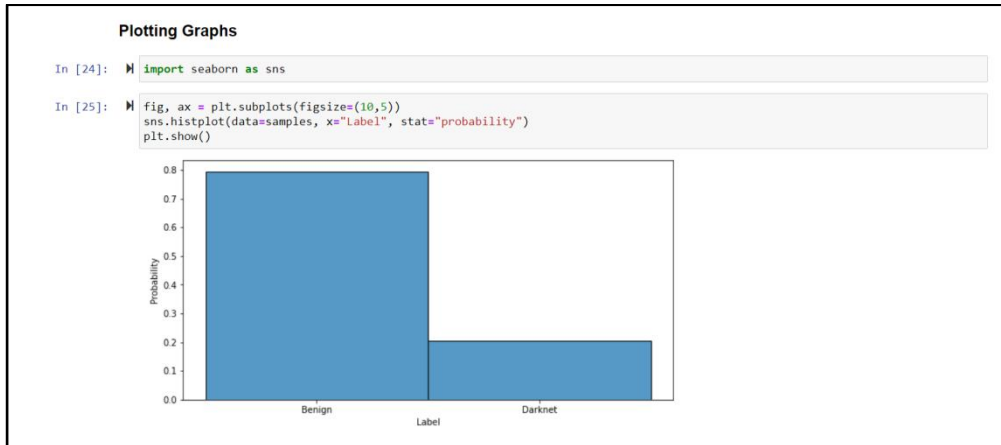 Plotting Graphs
In [24]: import seaborn as sns
In [25]: fig, ax = plt.subplots(figsize=(10,5))
sns.histplot(data=samples, x="Label", stat="probability")
plt.show()
0.8
0.7
0.6
0.5
0.4
0.3
0.2
0.1
0.0
Probability
Benign Darknet
Label